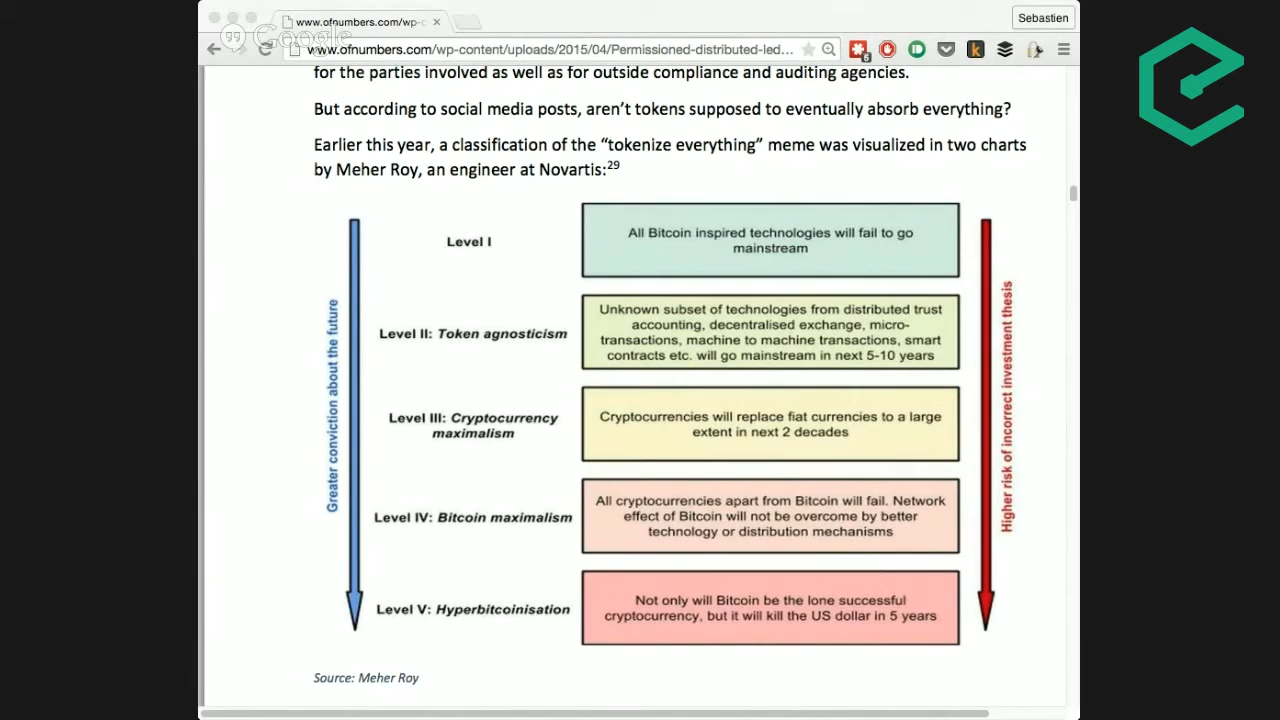 www.ofnumbers.com/wp-c
Sebastien
Google
www.ofnumbers.com/wp-content/uploads/2015/04/Permissioned-distributed-led...
6
for the parties involved as well as for outside compliance and auditing agencies.
But according to social media posts, aren't tokens supposed to eventually absorb everything?
Earlier this year, a classification of the “tokenize everything” meme was visualized in two charts
by Meher Roy, an engineer at Novartis:29
Greater conviction about the future
Level I
All Bitcoin inspired technologies will fail to go
mainstream
Level II: Token agnosticism
Unknown subset of technologies from distributed trust
accounting, decentralised exchange, micro-
transactions, machine to machine transactions, smart
contracts etc. will go mainstream in next 5-10 years
Level III: Cryptocurrency
maximalism
Cryptocurrencies will replace fiat currencies to a large
extent in next 2 decades
Level IV: Bitcoin maximalism
All cryptocurrencies apart from Bitcoin will fail. Network
effect of Bitcoin will not be overcome by better
technology or distribution mechanisms
Level V: Hyperbitcoinisation
Not only will Bitcoin be the lone successful
cryptocurrency, but it will kill the US dollar in 5 years
Higher risk of incorrect investment thesis
Source: Meher Roy